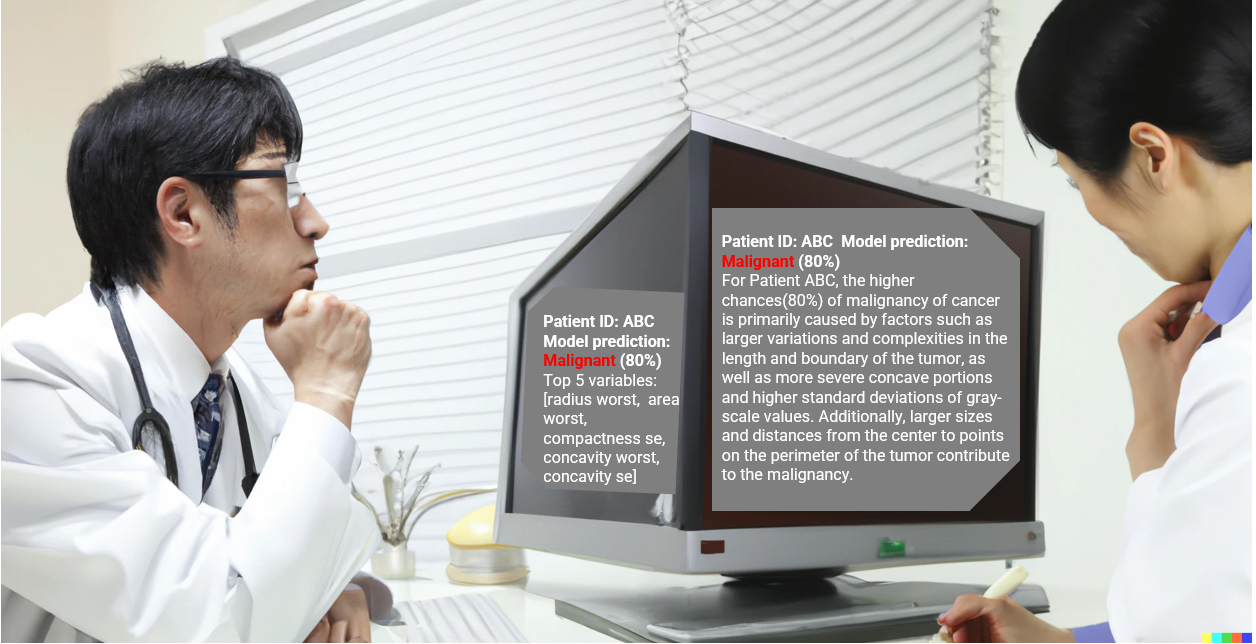 Patient ID: ABC
Model prediction:
Malignant (80%)
Top 5 variables:
[radius worst,  area
worst,
compactness se,
concavity worst,
concavity se]
Patient ID: ABC  Model prediction:
Malignant (80%)
For Patient ABC, the higher
chances(80%) of malignancy of cancer
is primarily caused by factors such as
larger variations and complexities in the
length and boundary of the tumor, as
well as more severe concave portions
and higher standard deviations of gray-
scale values. Additionally, larger sizes
and distances from the center to points
on the perimeter of the tumor contribute
to the malignancy.